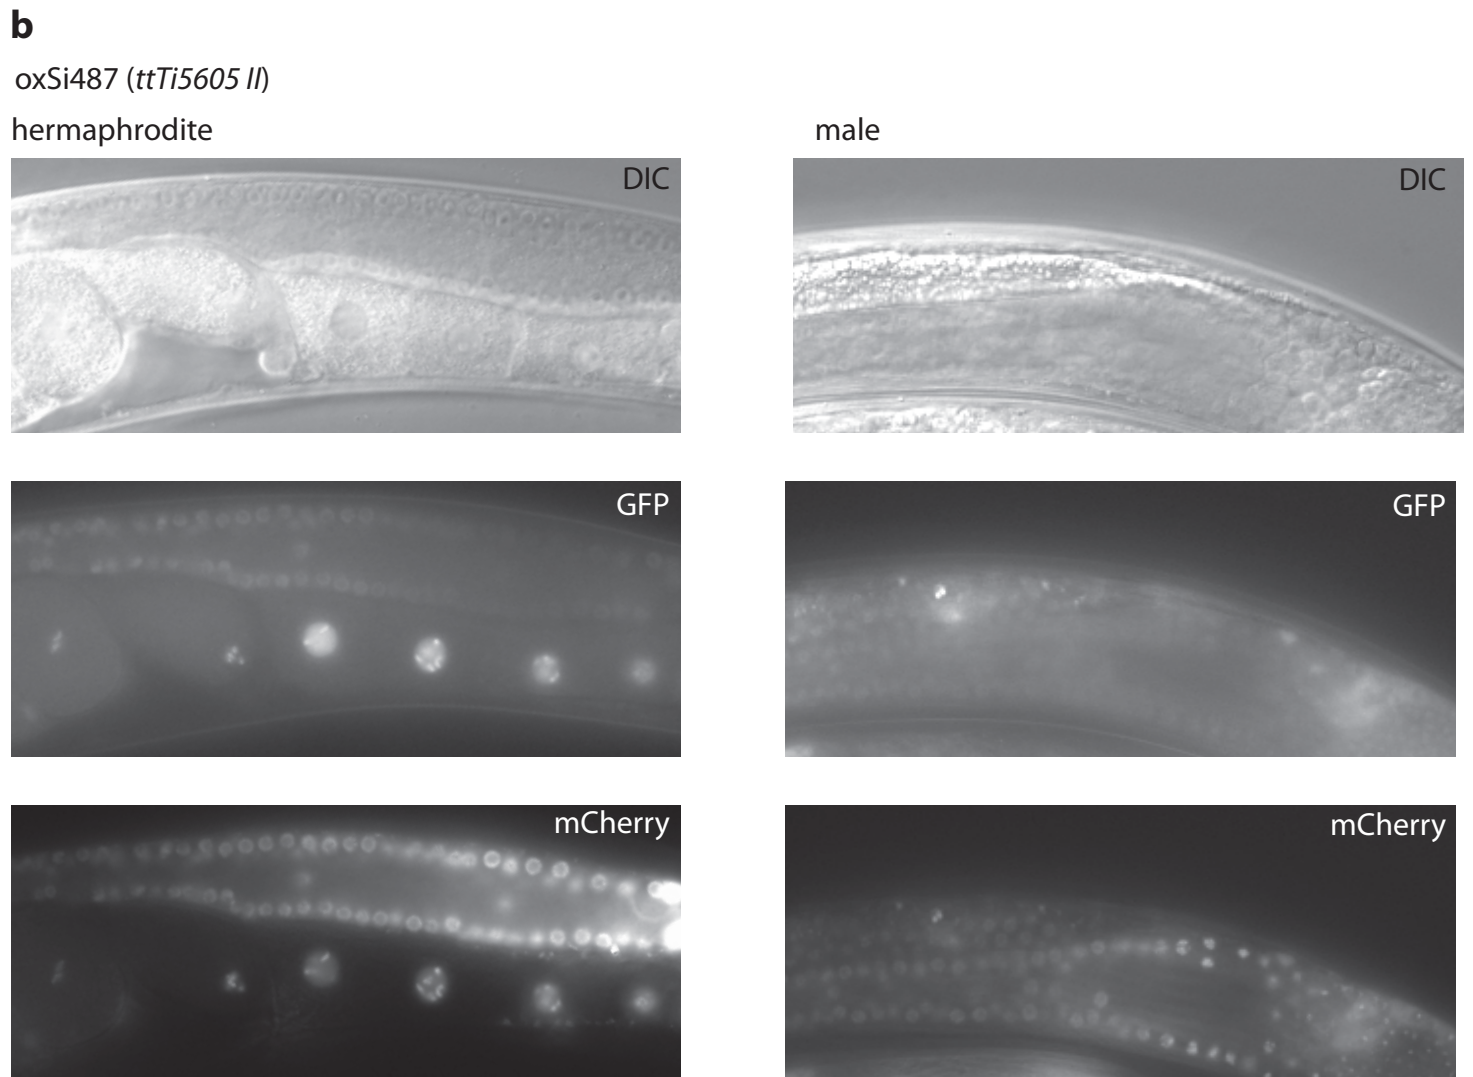 b
oxSi487 (ttTi5605 II)
hermaphrodite
male
DIC
DIC
GFP
GFP
mCherry
mCherry